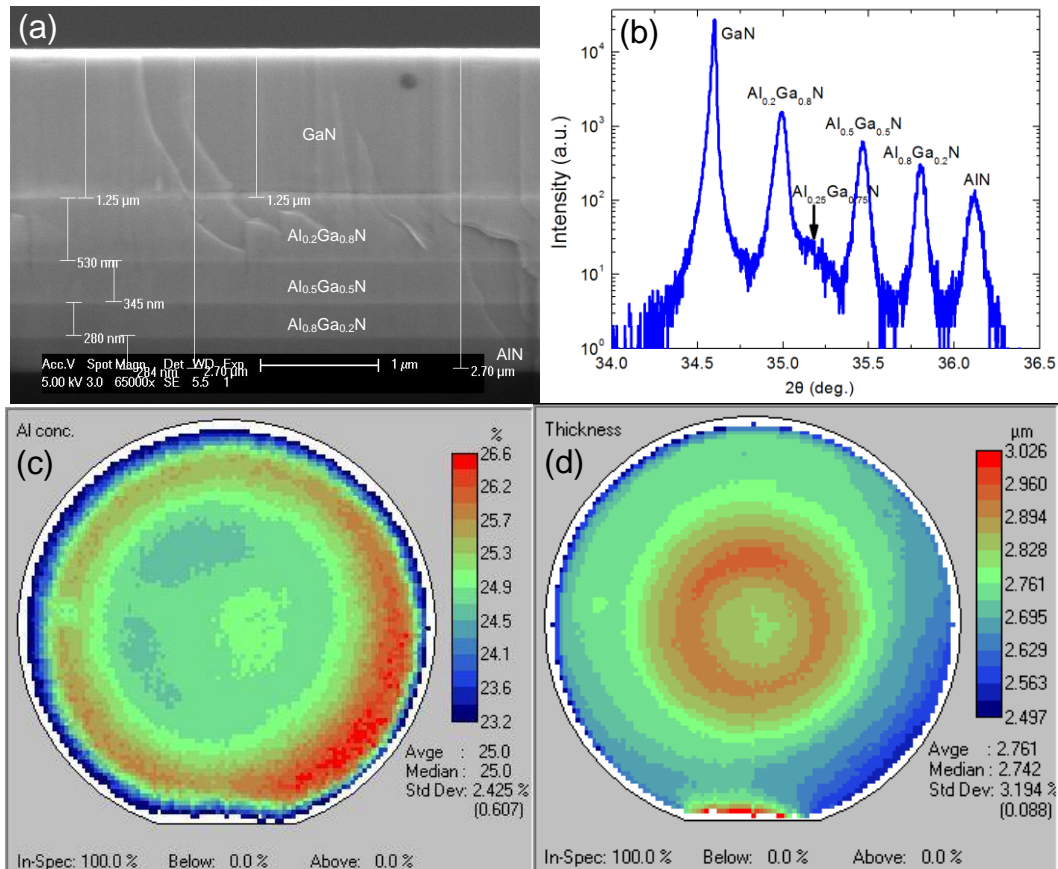 (a)
GaN
1.25 µm
1.25 µm
Al0.2Ga0.8N
530 nm
Al0.5Ga0.5N
345 nm
Al0.8Ga0.2N
280 nm
AlN
Acc.V Spot Magn Det WD Exp
284 nm 2.70 µm
1 µm
2.70 µm
5.00 kV 3.0 65000x SE 5.5 1
(b)
GaN
Al0.2Ga0.8N
Al0.5Ga0.5N
Al0.8Ga0.2N
Al0.25Ga0.75N
AlN
Intensity (a.u.)
10^4
10^3
10^2
10^1
10^0
34.0 34.5 35.0 35.5 36.0 36.5
2θ (deg.)
Al conc.
(c)
%
26.6
26.2
25.7
25.3
24.9
24.5
24.1
23.6
23.2
Avge : 25.0
Median : 25.0
Std Dev: 2.425 %
(0.607)
In-Spec: 100.0 % Below: 0.0 % Above: 0.0 %
Thickness
(d)
µm
3.026
2.960
2.894
2.828
2.761
2.695
2.629
2.563
2.497
Avge : 2.761
Median : 2.742
Std Dev: 3.194 %
(0.088)
In-Spec: 100.0 % Below: 0.0 % Above: 0.0 %